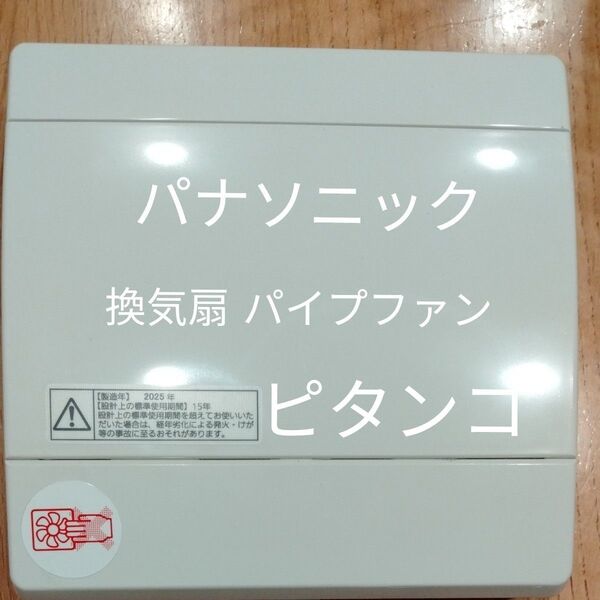 パナソニック
換気扇 パイプファン
ピタンコ
【製造年】 2025年
【設計上の標準使用期間】15年
設計上の標準使用期間を超えてお使いいた
だいた場合は、経年劣化による発火・けが
等の事故に至るおそれがあります。